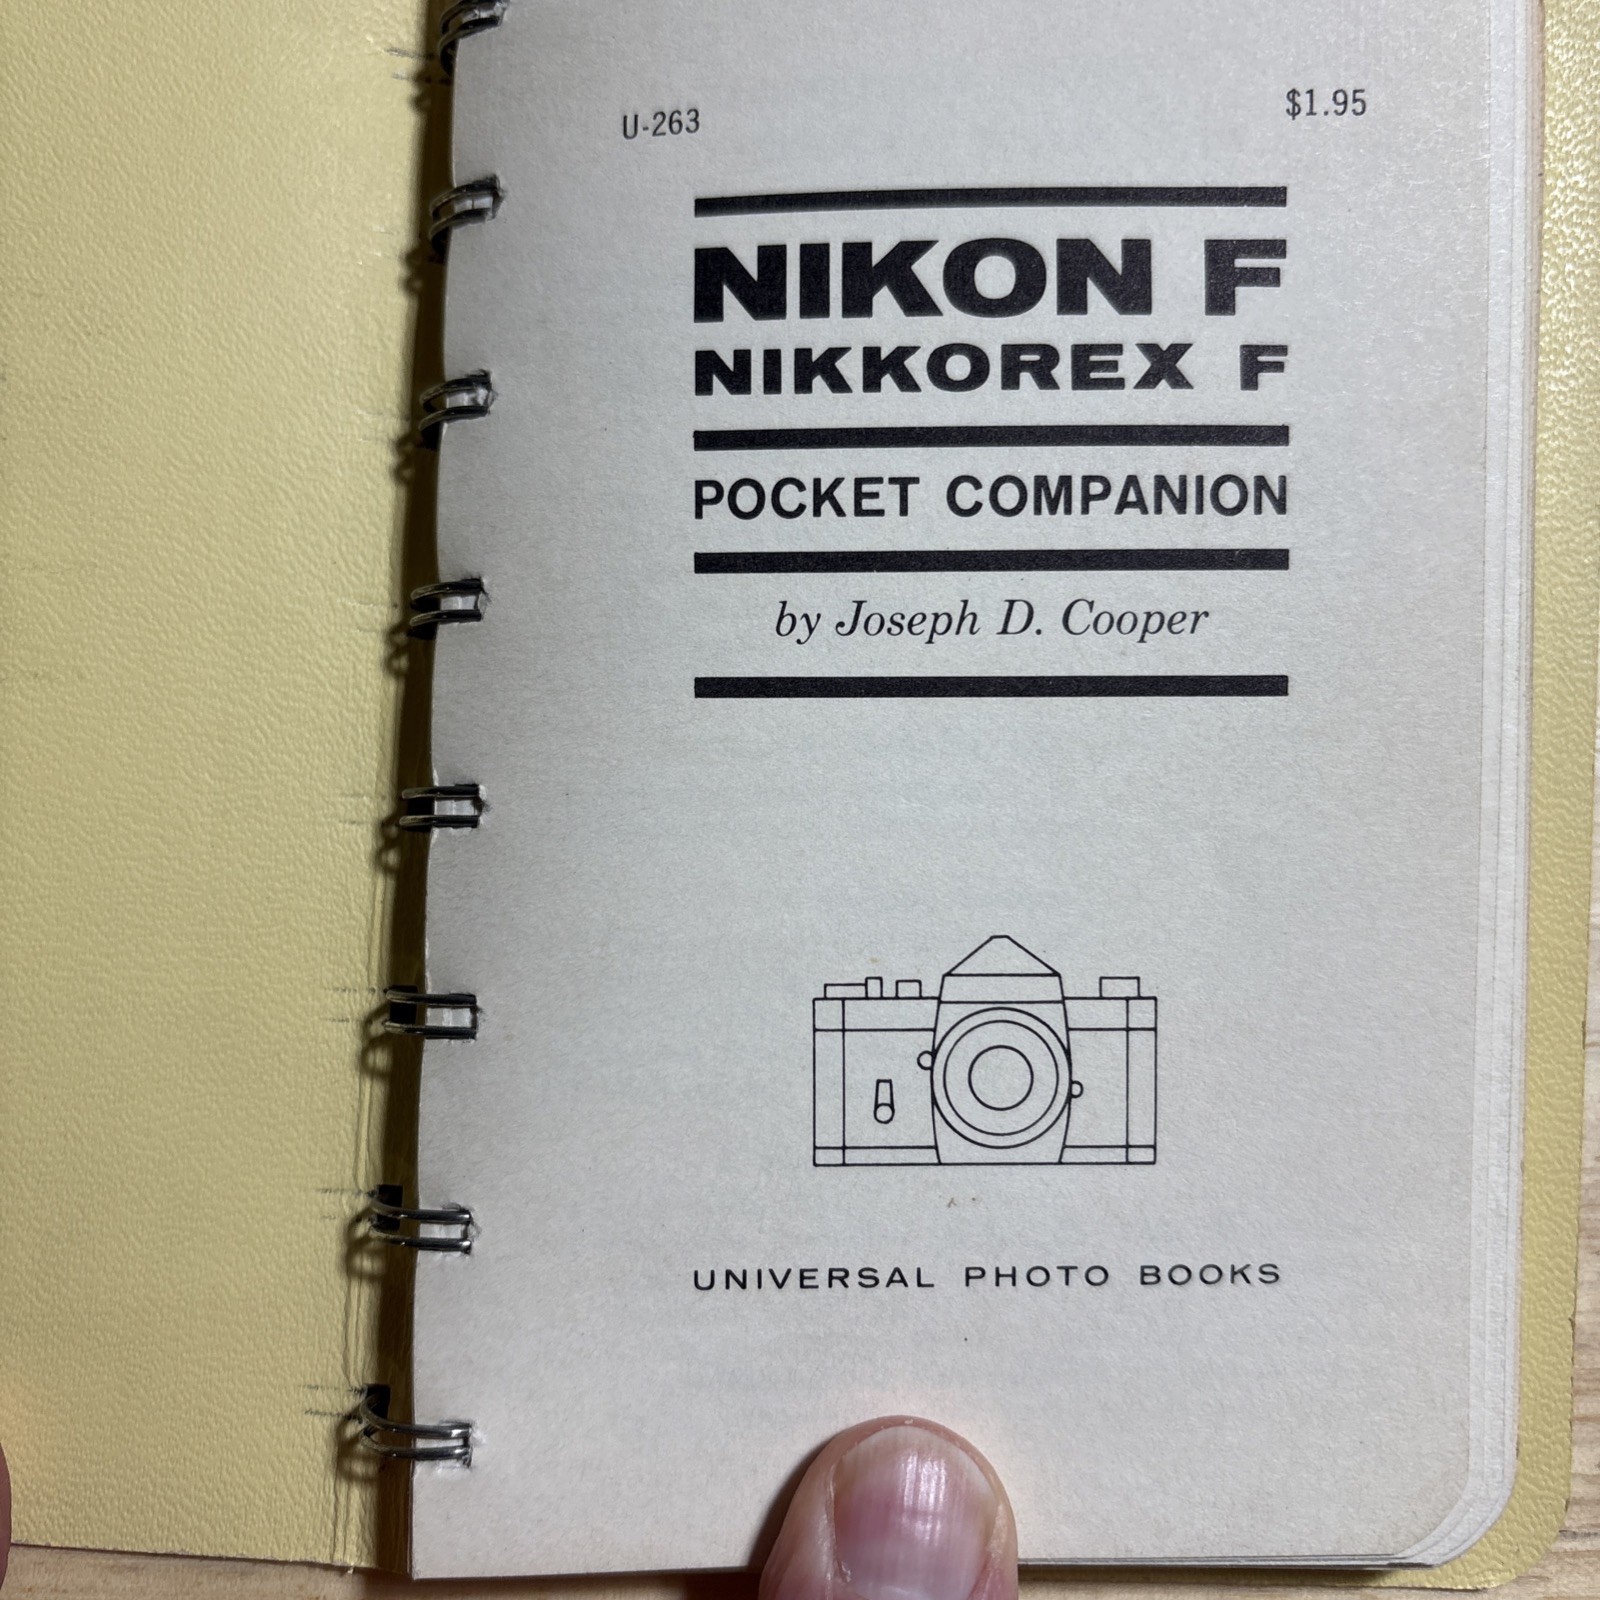 U-263
$1.95
NIKON F
NIKKOREX F
POCKET COMPANION
by Joseph D. Cooper
UNIVERSAL PHOTO BOOKS